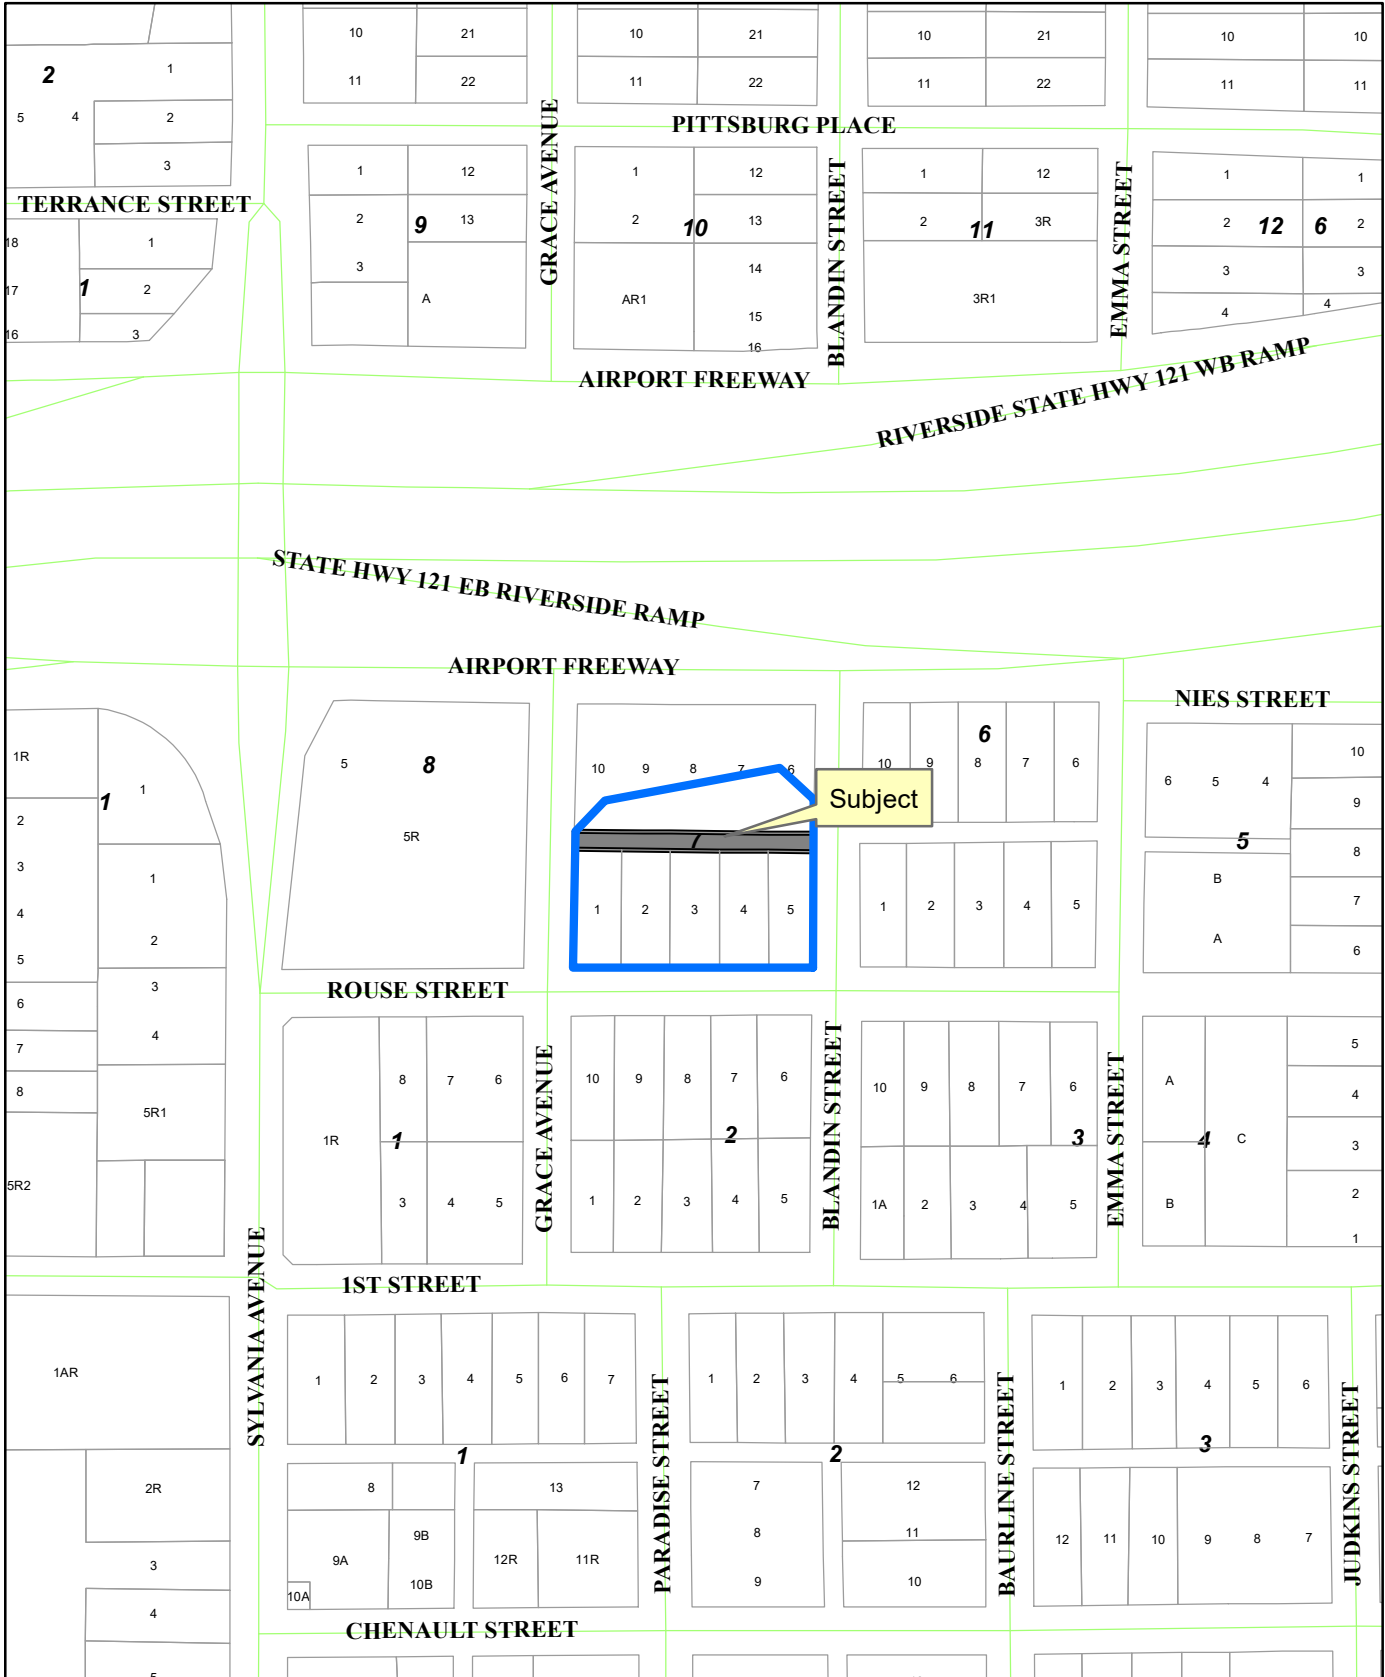 10 21 10 21 10 21 10 10
2 1
11 22 11 22 11 22 11 11
5 4 2
PITTSBURG PLACE
3
1 12 1 12 1 12 1 1
TERRANCE STREET
GRACE AVENUE
BLANDIN STREET
EMMA STREET
2 9 13 2 10 13 2 11 3R 2 12 6 2
18 1
3 14 3 3
17 1 2
A AR1 15 3R1 4 4
16 3 16
AIRPORT FREEWAY
RIVERSIDE STATE HWY 121 WB RAMP
STATE HWY 121 EB RIVERSIDE RAMP
AIRPORT FREEWAY
NIES STREET
1R 1 1
5 8
10 9 8 7 6
10 9 8 7 6
6
10
6 5 4
9
Subject
2
5R
7
5
8
3 1
B
7
4 2
1 2 3 4 5
1 2 3 4 5
A
6
5
3
ROUSE STREET
6
4
7
8
5R1
5R2
GRACE AVENUE
BLANDIN STREET
EMMA STREET
8 7 6
1R 1
3 4 5
10 9 8 7 6
2
1 2 3 4 5
10 9 8 7 6
3
1A 2 3 4 5
A
4 C
B
5
4
3
2
1
SYLVANIA AVENUE
1ST STREET
1AR
1 2 3 4 5 6 7
1
1 2 3 4 5 6
2
1 2 3 4 5 6
3
PARADISE STREET
BAURLINE STREET
JUDKINS STREET
2R
8 13
9A 9B 12R 11R
10A 10B
7 12
8 11
9 10
12 11 10 9 8 7
3
4
CHENAULT STREET